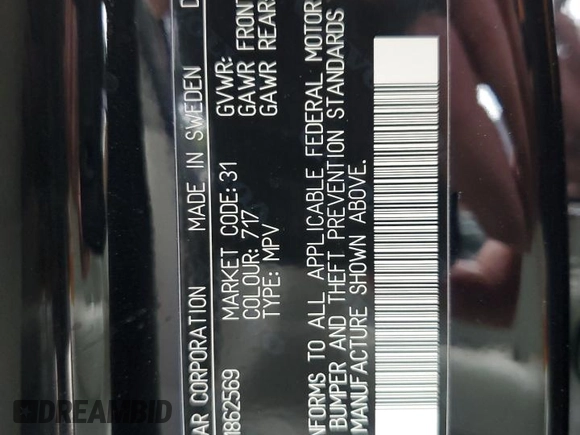 AR CORPORATION MADE IN SWEDEN D
1862569
MARKET CODE: 31 GVWR:
COLOUR: 717 GAWR FRONT
TYPE: MPV GAWR REAR
NFORMS TO ALL APPLICABLE FEDERAL MOTOR
BUMPER AND THEFT PREVENTION STANDARDS
MANUFACTURE SHOWN ABOVE.
DREAMBID